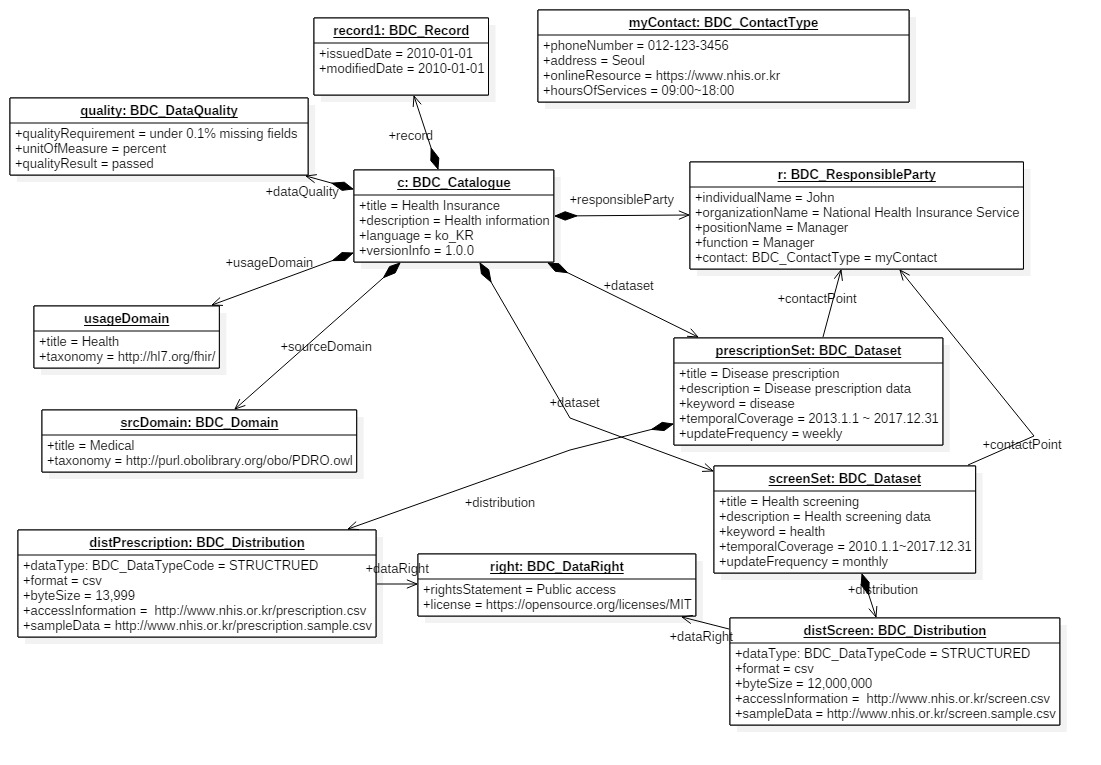 record1: BDC_Record
+issuedDate = 2010-01-01
+modifiedDate = 2010-01-01
myContact: BDC_ContactType
+phoneNumber = 012-123-3456
+address = Seoul
+onlineResource = https://www.nhis.or.kr
+hoursOfServices = 09:00~18:00
quality: BDC_DataQuality
+qualityRequirement = under 0.1% missing fields
+unitOfMeasure = percent
+qualityResult = passed
+record
+dataQuality
c: BDC_Catalogue
+title = Health Insurance
+description = Health information
+language = ko_KR
+versionInfo = 1.0.0
+responsibleParty
r: BDC_ResponsibleParty
+individualName = John
+organizationName = National Health Insurance Service
+positionName = Manager
+function = Manager
+contact: BDC_ContactType = myContact
+usageDomain
+dataset
+contactPoint
usageDomain
+title = Health
+taxonomy = http://hl7.org/fhir/
+sourceDomain
prescriptionSet: BDC_Dataset
+title = Disease prescription
+description = Disease prescription data
+keyword = disease
+temporalCoverage = 2013.1.1 ~ 2017.12.31
+updateFrequency = weekly
+dataset
srcDomain: BDC_Domain
+title = Medical
+taxonomy = http://purl.obolibrary.org/obo/PDRO.owl
+contactPoint
screenSet: BDC_Dataset
+title = Health screening
+description = Health screening data
+keyword = health
+temporalCoverage = 2010.1.1~2017.12.31
+updateFrequency = monthly
+distribution
distPrescription: BDC_Distribution
+dataType: BDC_DataTypeCode = STRUCTRUED
+format = csv
+byteSize = 13,999
+accessInformation =  http://www.nhis.or.kr/prescription.csv
+sampleData = http://www.nhis.or.kr/prescription.sample.csv
+dataRight
right: BDC_DataRight
+rightsStatement = Public access
+license = https://opensource.org/licenses/MIT
+distribution
+dataRight
distScreen: BDC_Distribution
+dataType: BDC_DataTypeCode = STRUCTURED
+format = csv
+byteSize = 12,000,000
+accessInformation =  http://www.nhis.or.kr/screen.csv
+sampleData = http://www.nhis.or.kr/screen.sample.csv